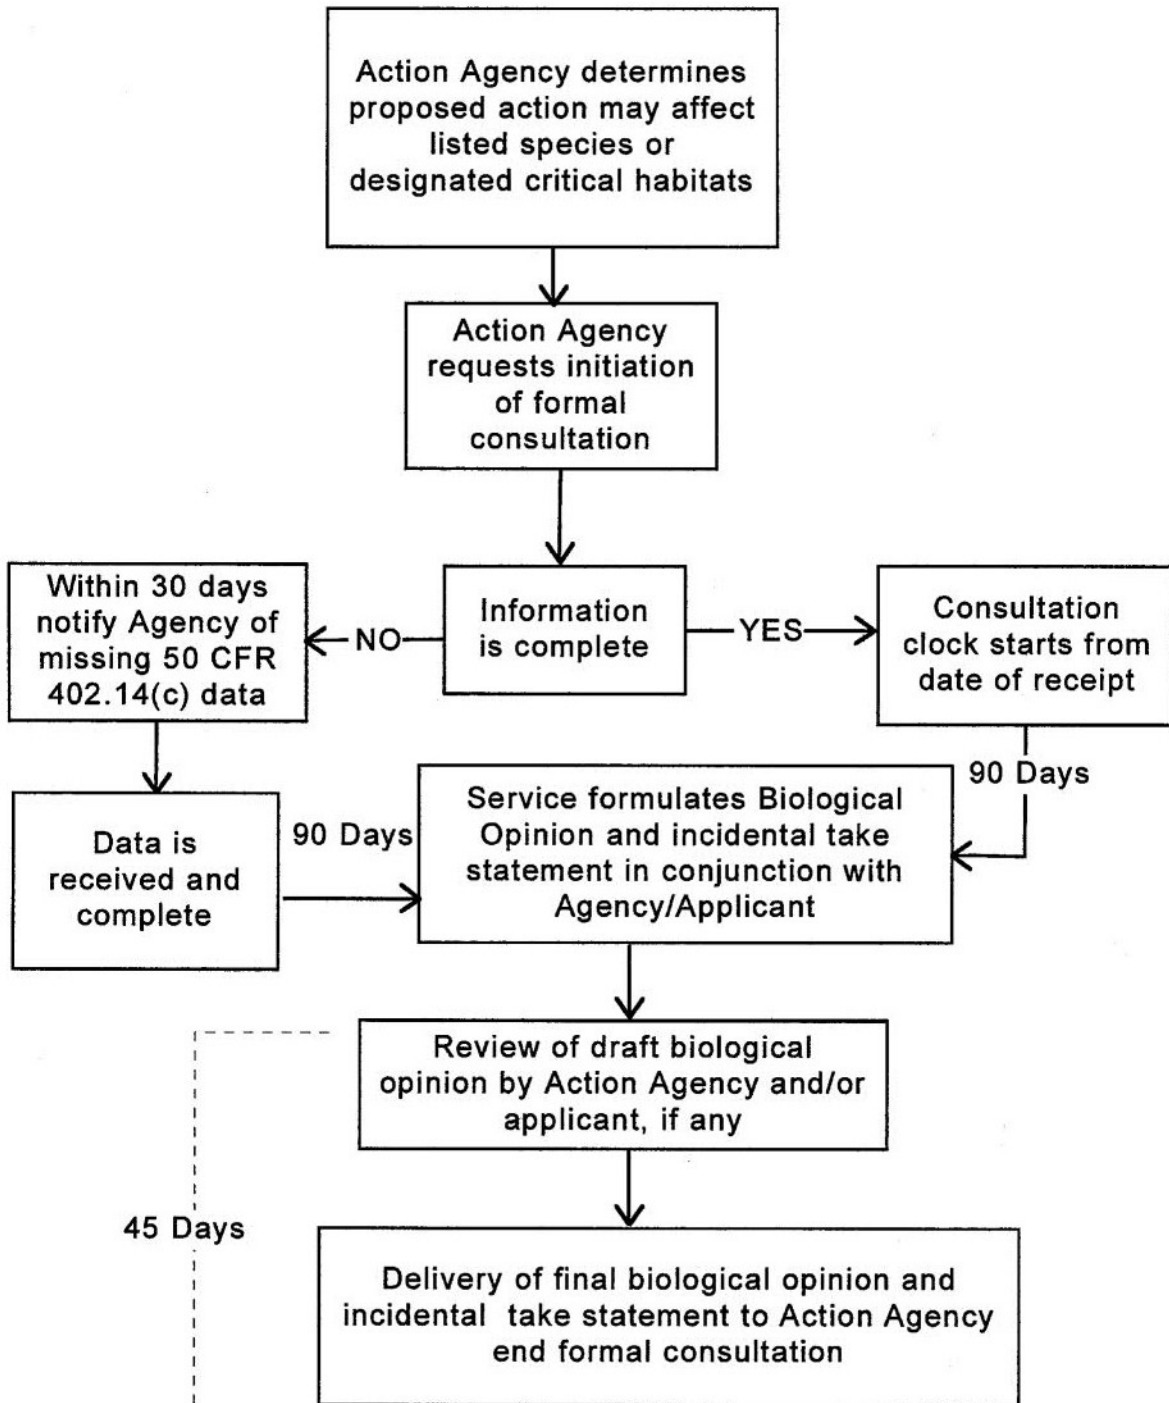 Action Agency determines
proposed action may affect
listed species or
designated critical habitats
Action Agency
requests initiation
of formal
consultation
Within 30 days
notify Agency of
missing 50 CFR
402.14(c) data
NO
Information
is complete
YES
Consultation
clock starts from
date of receipt
90 Days
Data is
received and
complete
90 Days
Service formulates Biological
Opinion and incidental take
statement in conjunction with
Agency/Applicant
Review of draft biological
opinion by Action Agency and/or
applicant, if any
45 Days
Delivery of final biological opinion and
incidental take statement to Action Agency
end formal consultation